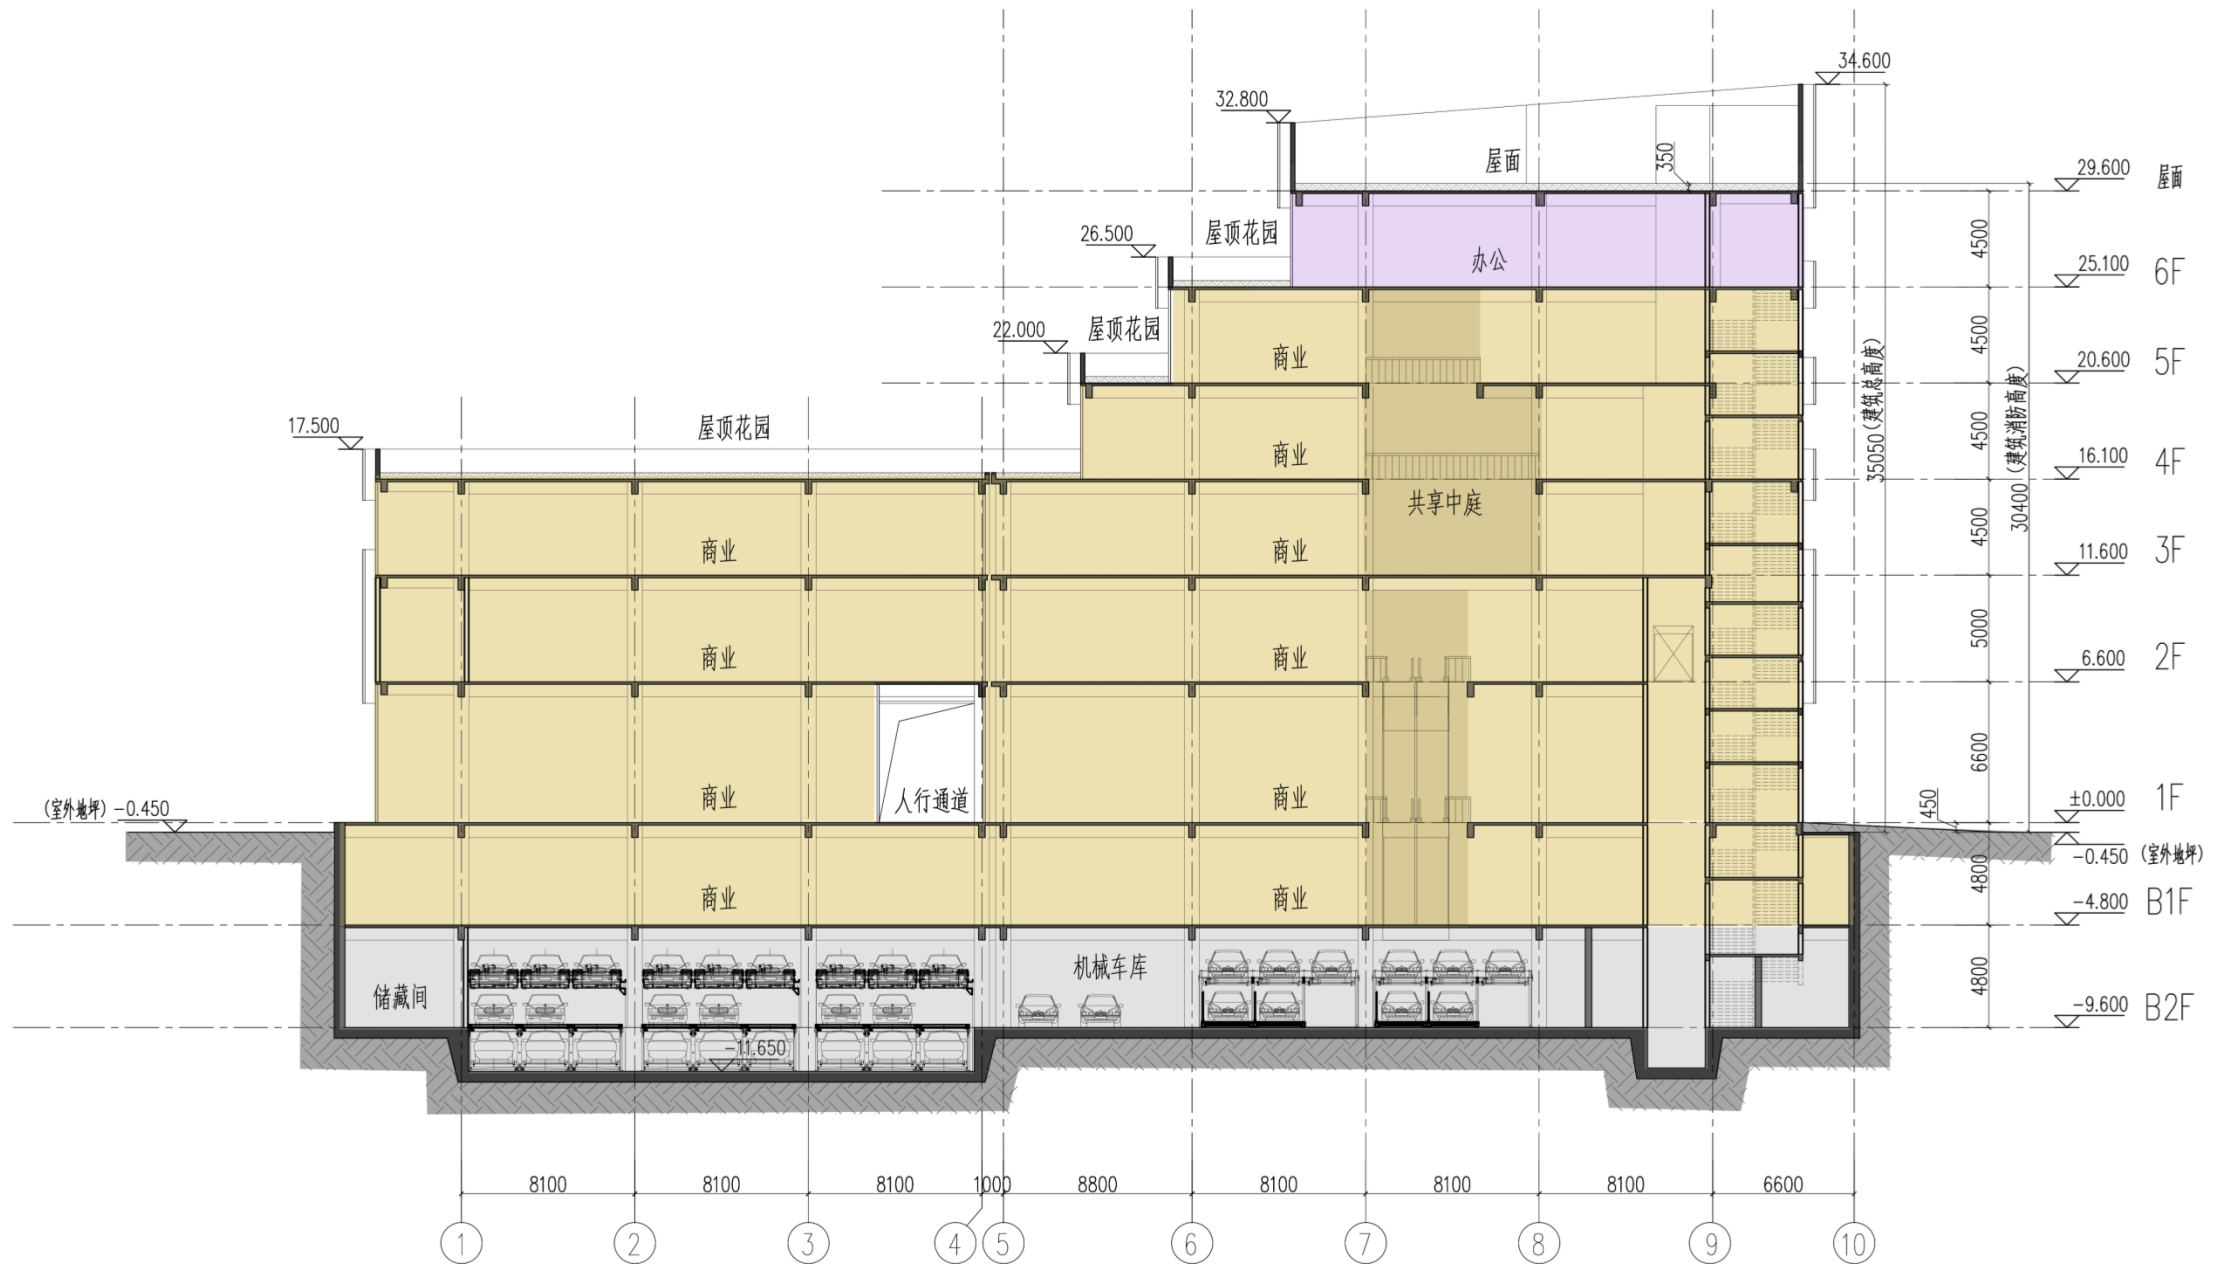 34.600
32.800
屋面
350
29.600 屋面
屋顶花园
26.500
办公
4500
25.100 6F
屋顶花园
22.000
商业
4500
35050(建筑总高度)
20.600 5F
屋顶花园
17.500
商业
4500
30400(建筑消防高度)
16.100 4F
共享中庭
商业
商业
4500
11.600 3F
商业
商业
5000
6.600 2F
商业
人行通道
商业
6600
(室外地坪) -0.450
450
±0.000 1F
-0.450 (室外地坪)
商业
商业
4800
-4.800 B1F
储藏间
机械车库
4800
-9.600 B2F
-11.650
8100 8100 8100 1000 8800 8100 8100 8100 6600
1 2 3 4 5 6 7 8 9 10